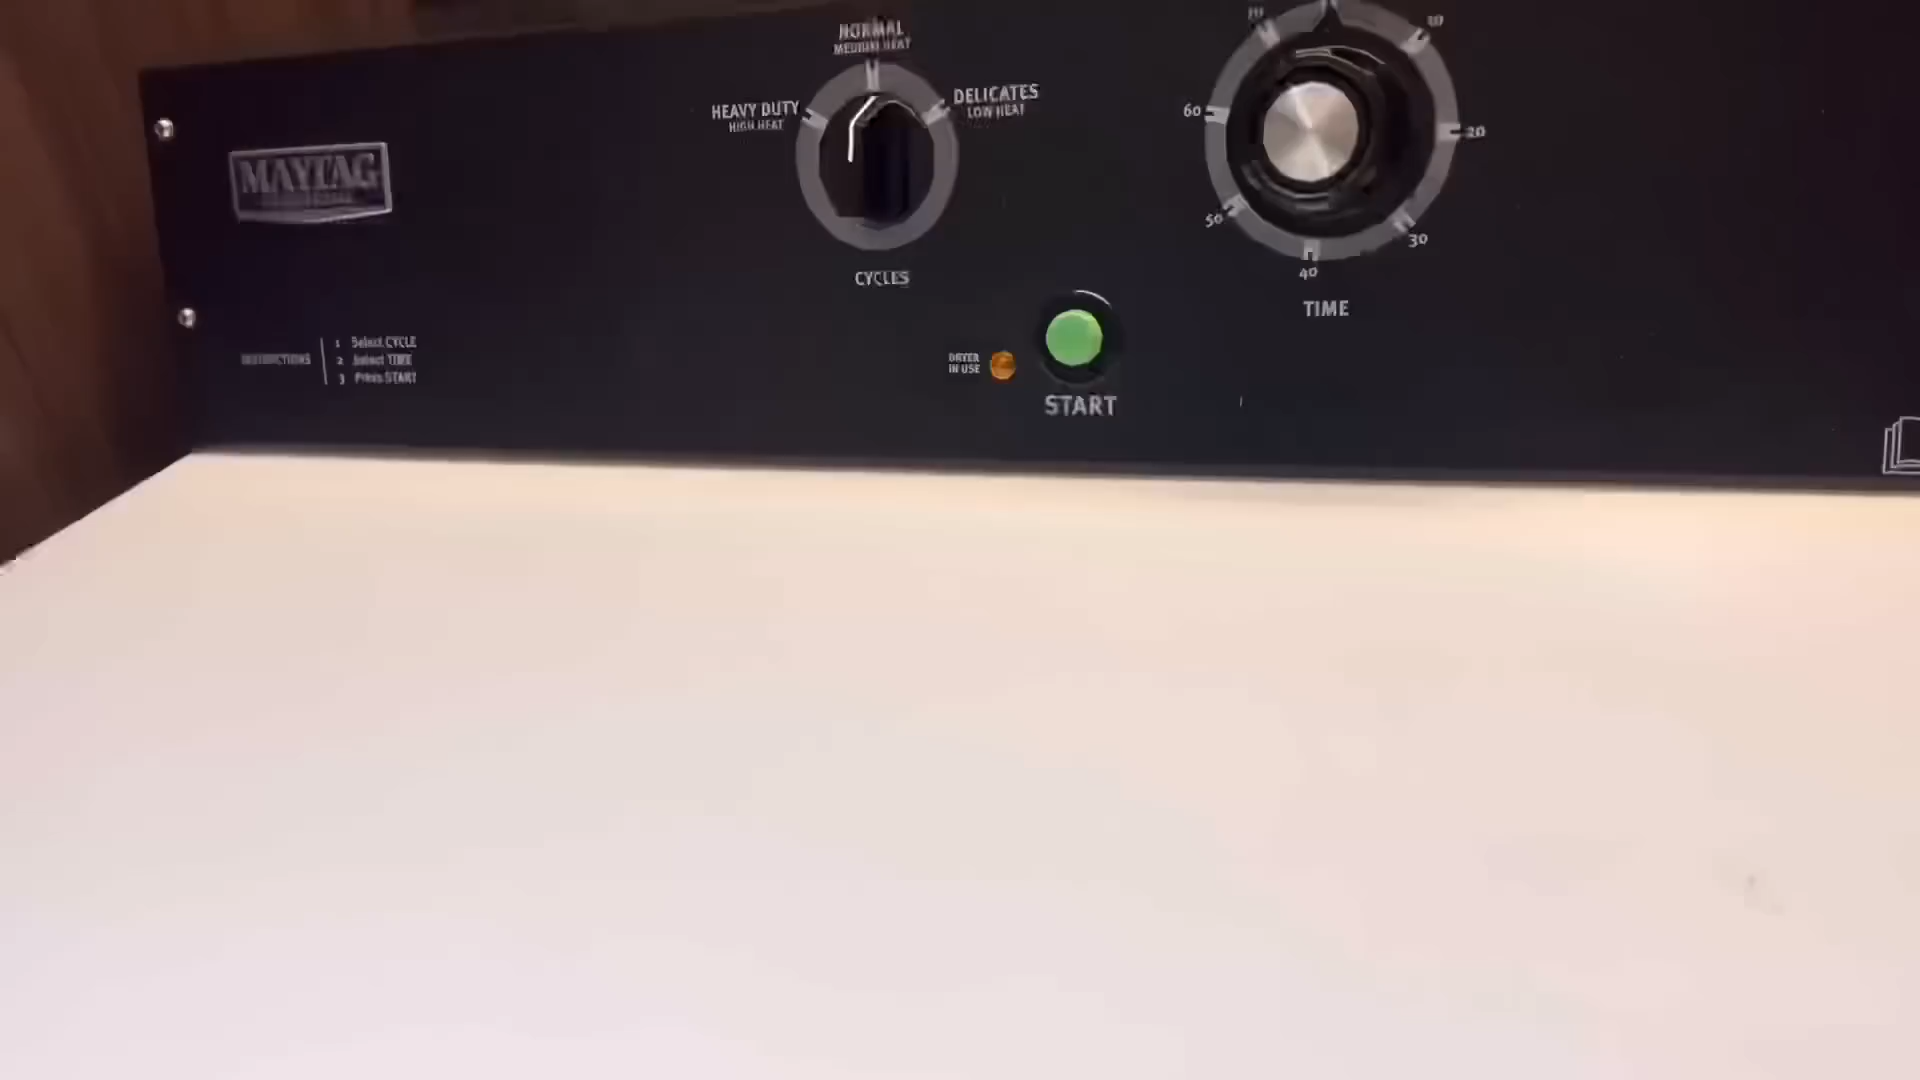 NORMAL
MEDIUM HEAT
HEAVY DUTY
HIGH HEAT
DELICATES
LOW HEAT
CYCLES
MAYTAG
INSTRUCTIONS
1 Select CYCLE
2 Select TIME
3 Press START
DRYER
IN USE
START
70
10
60
20
50
30
40
TIME